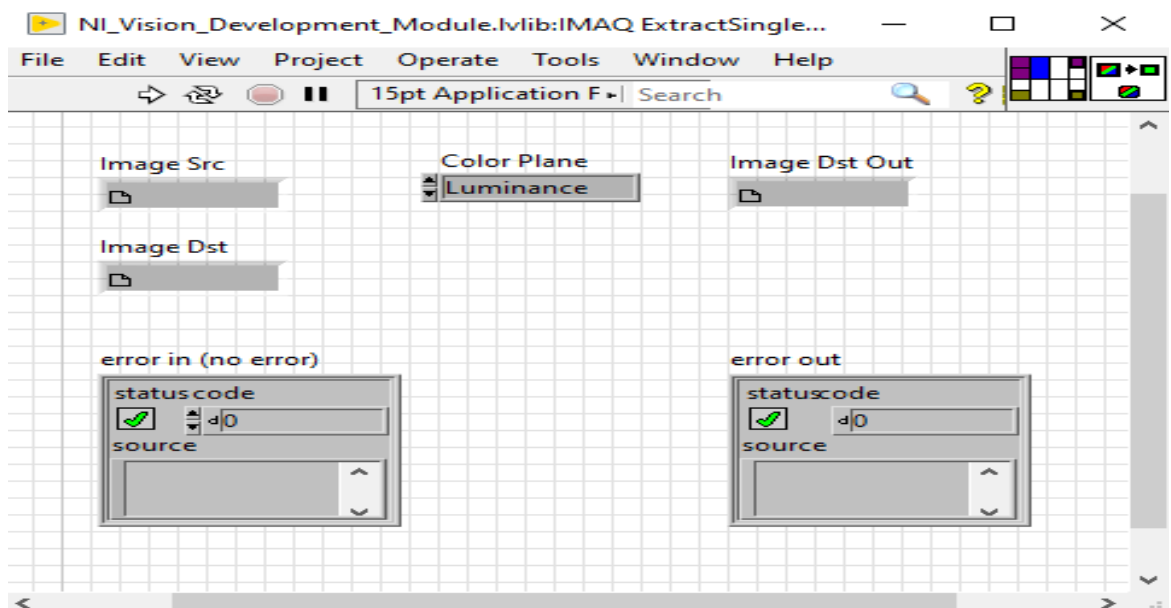 NI_Vision_Development_Module.lvlib:IMAQ ExtractSingle...
File Edit View Project Operate Tools Window Help
15pt Application F Search
Image Src Color Plane Image Dst Out
Luminance
Image Dst
error in (no error) error out
status code status code
0 0
source source